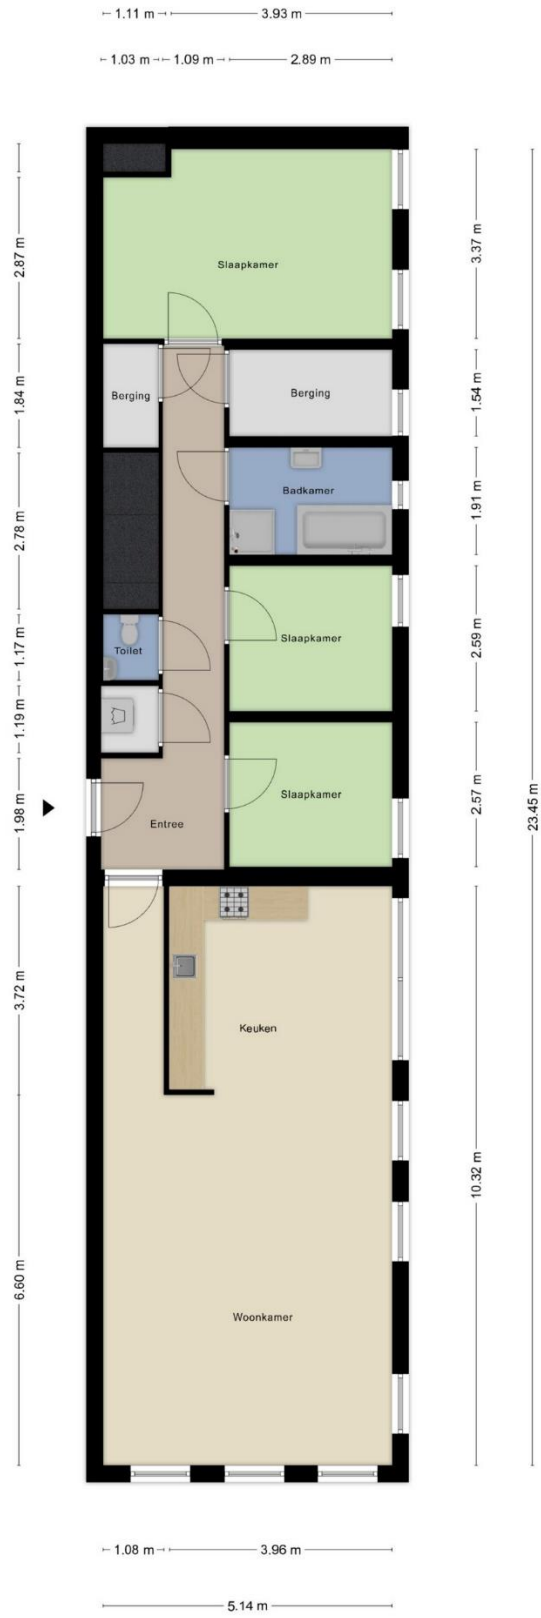 1.11 m
3.93 m
1.03 m
1.09 m
2.89 m
2.87 m
3.37 m
Slaapkamer
1.84 m
Berging
Berging
1.54 m
2.78 m
Badkamer
1.91 m
1.17 m
Toilet
Slaapkamer
2.59 m
1.19 m
1.98 m
Entree
Slaapkamer
2.57 m
23.45 m
3.72 m
Keuken
10.32 m
6.60 m
Woonkamer
1.08 m
3.96 m
5.14 m